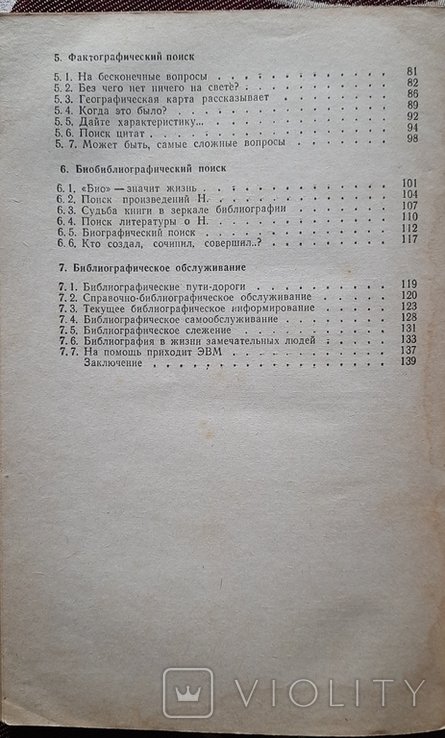 5. Фактографический поиск
5. 1. На бесконечные вопросы . . . . . . . . . . 81
5. 2. Без чего нет ничего на свете? . . . . . . . . . . 82
5. 3. Географическая карта рассказывает . . . . . . . . . . 86
5. 4. Когда это было? . . . . . . . . . . 89
5. 5. Дайте характеристику... . . . . . . . . . . 92
5. 6. Поиск цитат . . . . . . . . . . 94
5. 7. Может быть, самые сложные вопросы . . . . . . . . . . 98
6. Биобиблиографический поиск
6. 1. «Био» — значит жизнь . . . . . . . . . . 101
6. 2. Поиск произведений Н. . . . . . . . . . . 104
6. 3. Судьба книги в зеркале библиографии . . . . . . . . . . 107
6. 4. Поиск литературы о Н. . . . . . . . . . . 110
6. 5. Биографический поиск . . . . . . . . . . 112
6. 6. Кто создал, сочинил, совершил..? . . . . . . . . . . 117
7. Библиографическое обслуживание
7. 1. Библиографические пути-дороги . . . . . . . . . . 119
7. 2. Справочно-библиографическое обслуживание . . . . . . . . . . 120
7. 3. Текущее библиографическое информирование . . . . . . . . . . 123
7. 4. Библиографическое самообслуживание . . . . . . . . . . 128
7. 5. Библиографическое слежение . . . . . . . . . . 131
7. 6. Библиография в жизни замечательных людей . . . . . . . . . . 133
7. 7. На помощь приходит ЭВМ . . . . . . . . . . 137
Заключение . . . . . . . . . . 139
VIOLITY